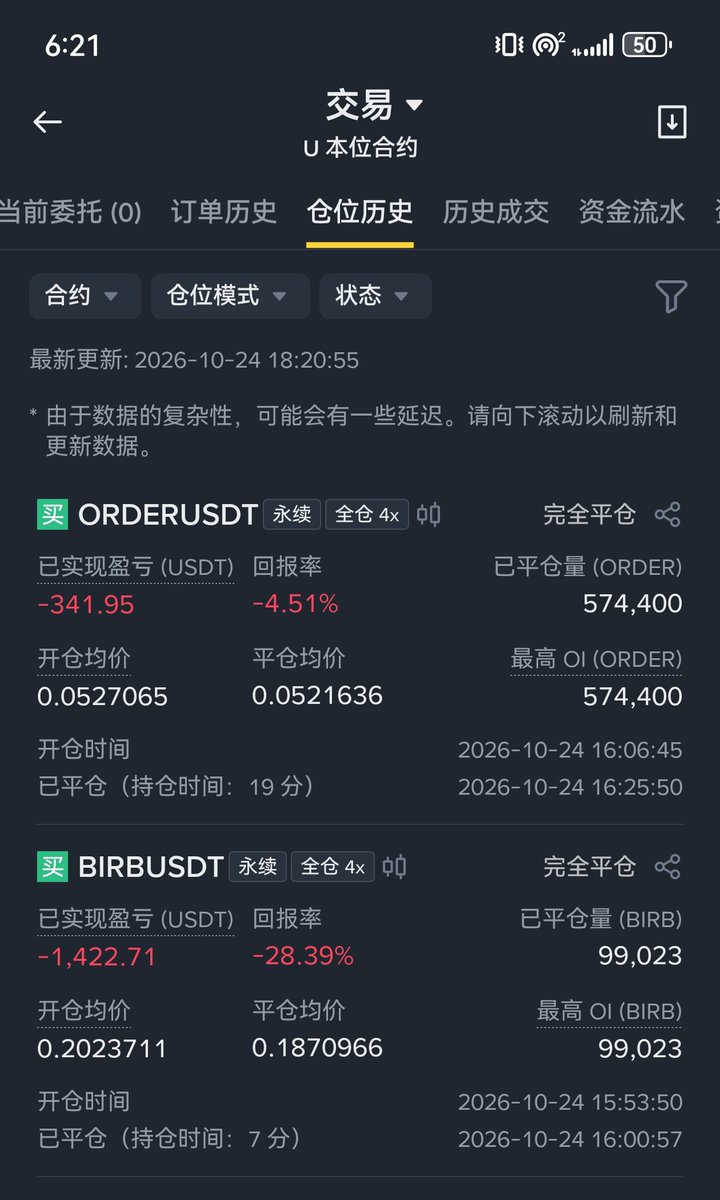 6:21
2
50
交易
U 本位合约
当前委托 (0) 订单历史 仓位历史 历史成交 资金流水
合约 仓位模式 状态
最新更新: 2026-10-24 18:20:55
* 由于数据的复杂性，可能会有一些延迟。请向下滚动以刷新和
更新数据。
买 ORDERUSDT 永续 全仓 4x 完全平仓
已实现盈亏 (USDT) 回报率 已平仓量 (ORDER)
-341.95 -4.51% 574,400
开仓均价 平仓均价 最高 OI (ORDER)
0.0527065 0.0521636 574,400
开仓时间 2026-10-24 16:06:45
已平仓（持仓时间：19 分） 2026-10-24 16:25:50
买 BIRBUSDT 永续 全仓 4x 完全平仓
已实现盈亏 (USDT) 回报率 已平仓量 (BIRB)
-1,422.71 -28.39% 99,023
开仓均价 平仓均价 最高 OI (BIRB)
0.2023711 0.1870966 99,023
开仓时间 2026-10-24 15:53:50
已平仓（持仓时间：7 分） 2026-10-24 16:00:57